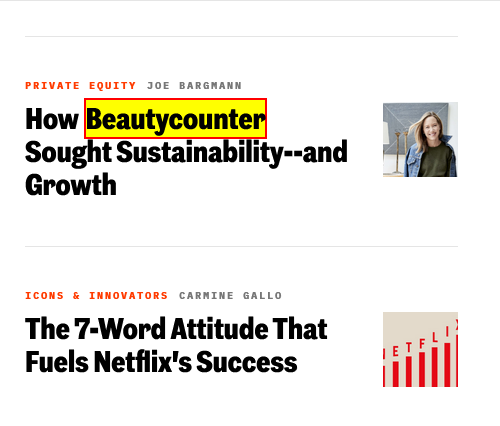 PRIVATE EQUITY JOE BARGMANN
How Beautycounter
Sought Sustainability--and
Growth
ICONS & INNOVATORS CARMINE GALLO
The 7-Word Attitude That
Fuels Netflix's Success
ETFLIX